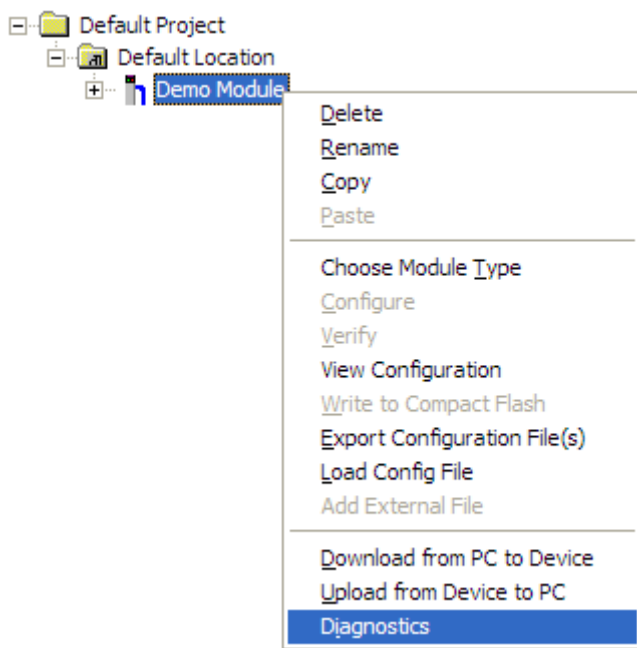 Default Project
Default Location
Demo Module
Delete
Rename
Copy
Paste
Choose Module Type
Configure
Verify
View Configuration
Write to Compact Flash
Export Configuration File(s)
Load Config File
Add External File
Download from PC to Device
Upload from Device to PC
Diagnostics